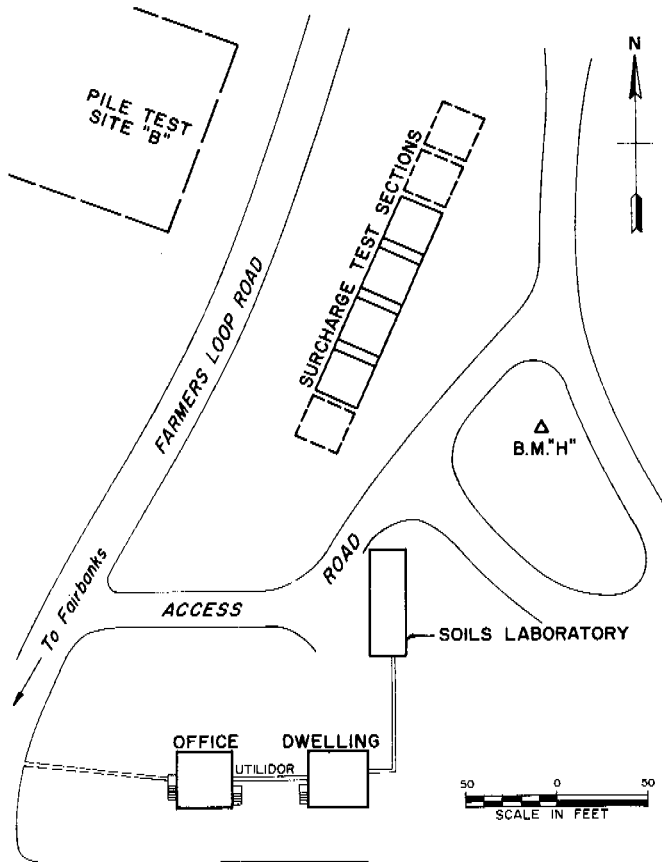 N
PILE TEST
SITE "B"
SURCHARGE TEST SECTIONS
FARMERS LOOP ROAD
B.M."H"
To Fairbanks
ACCESS
ROAD
SOILS LABORATORY
OFFICE
DWELLING
UTILIDOR
50 0 50
SCALE IN FEET